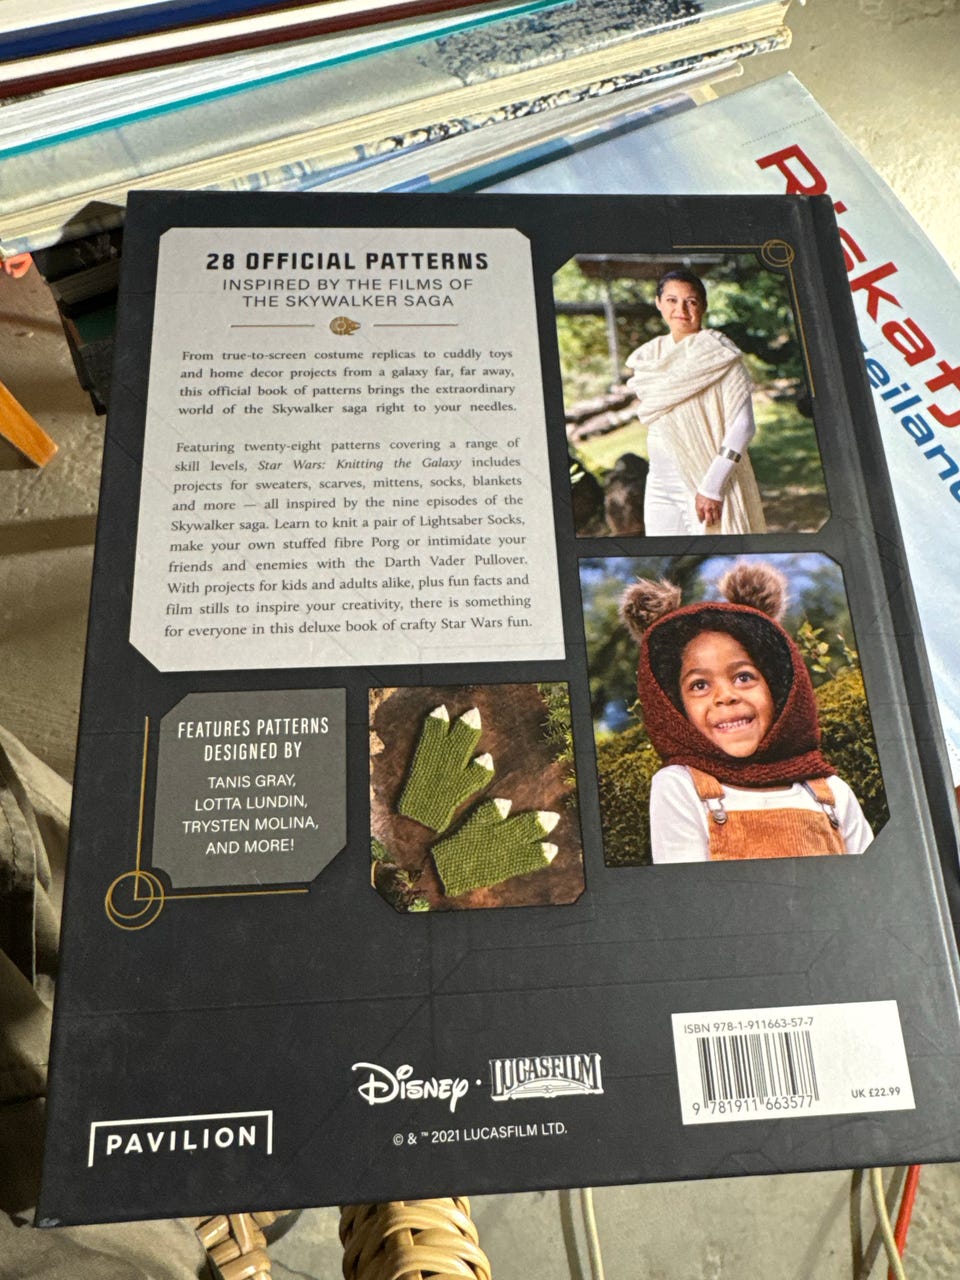 28 OFFICIAL PATTERNS
INSPIRED BY THE FILMS OF
THE SKYWALKER SAGA
From true-to-screen costume replicas to cuddly toys
and home decor projects from a galaxy far, far away,
this official book of patterns brings the extraordinary
world of the Skywalker saga right to your needles.
Featuring twenty-eight patterns covering a range of
skill levels, Star Wars: Knitting the Galaxy includes
projects for sweaters, scarves, mittens, socks, blankets
and more — all inspired by the nine episodes of the
Skywalker saga. Learn to knit a pair of Lightsaber Socks,
make your own stuffed fibre Porg or intimidate your
friends and enemies with the Darth Vader Pullover.
With projects for kids and adults alike, plus fun facts and
film stills to inspire your creativity, there is something
for everyone in this deluxe book of crafty Star Wars fun.
FEATURES PATTERNS
DESIGNED BY
TANIS GRAY,
LOTTA LUNDIN,
TRYSTEN MOLINA,
AND MORE!
Disney · LUCASFILM
© & ™ 2021 LUCASFILM LTD.
PAVILION
ISBN 978-1-911663-57-7
9 781911 663577
UK £22.99